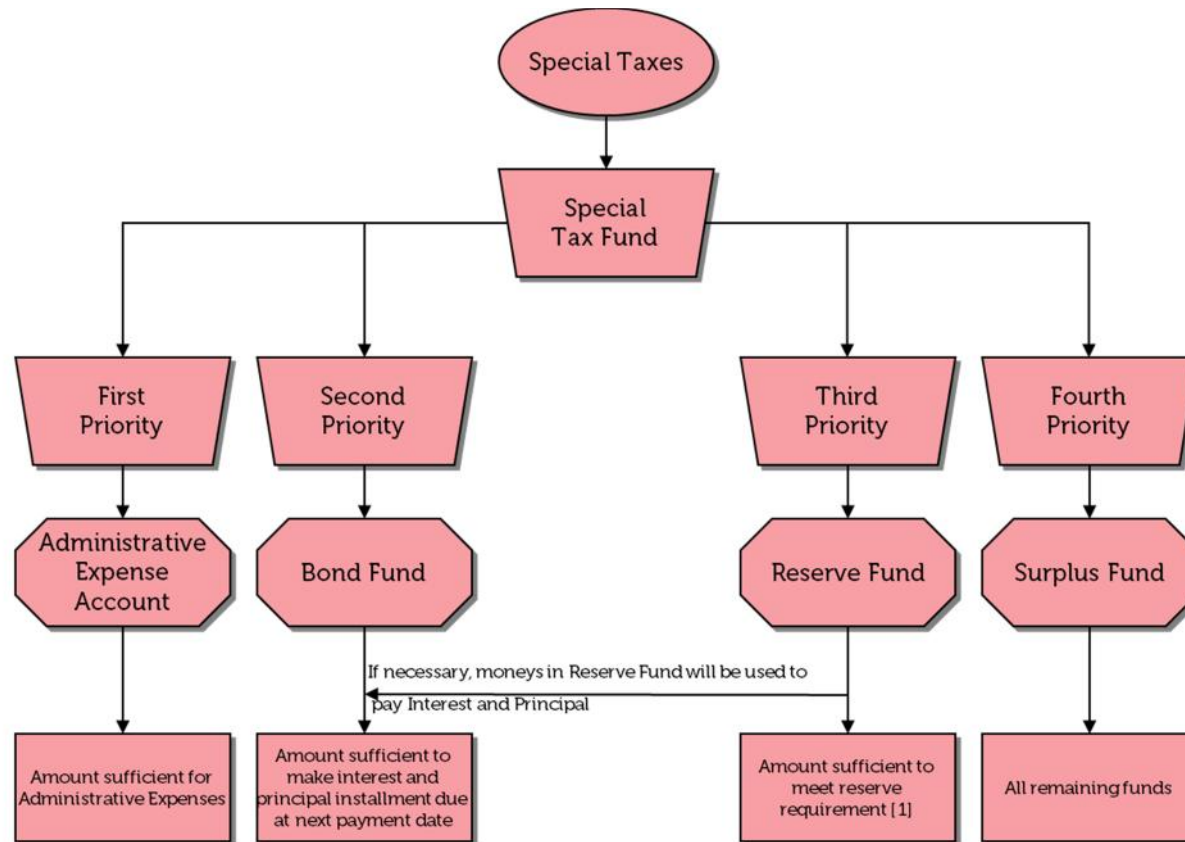 Special Taxes
Special
Tax Fund
First
Priority
Second
Priority
Third
Priority
Fourth
Priority
Administrative
Expense
Account
Bond Fund
Reserve Fund
Surplus Fund
If necessary, moneys in Reserve Fund will be used to
pay Interest and Principal
Amount sufficient for
Administrative Expenses
Amount sufficient to
make interest and
principal installment due
at next payment date
Amount sufficient to
meet reserve
requirement [1]
All remaining funds